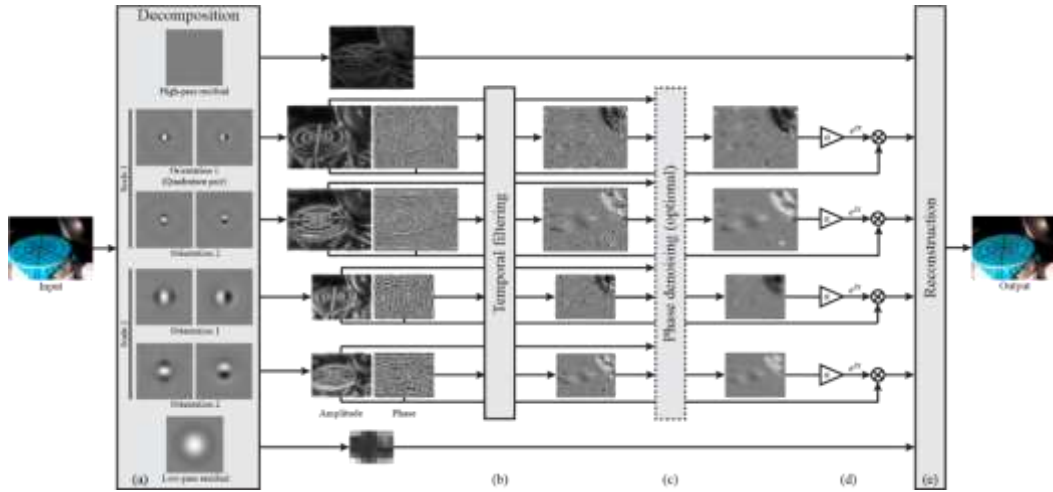 Decomposition
High-pass residual
Scale 1
Orientation 1
(Quadrature pair)
Orientation 2
Input
Scale 2
Orientation 1
Orientation 2
Low-pass residual
(a)
Amplitude
Phase
Temporal filtering
(b)
Phase denoising (optional)
(c)
(d)
Reconstruction
(e)
Output